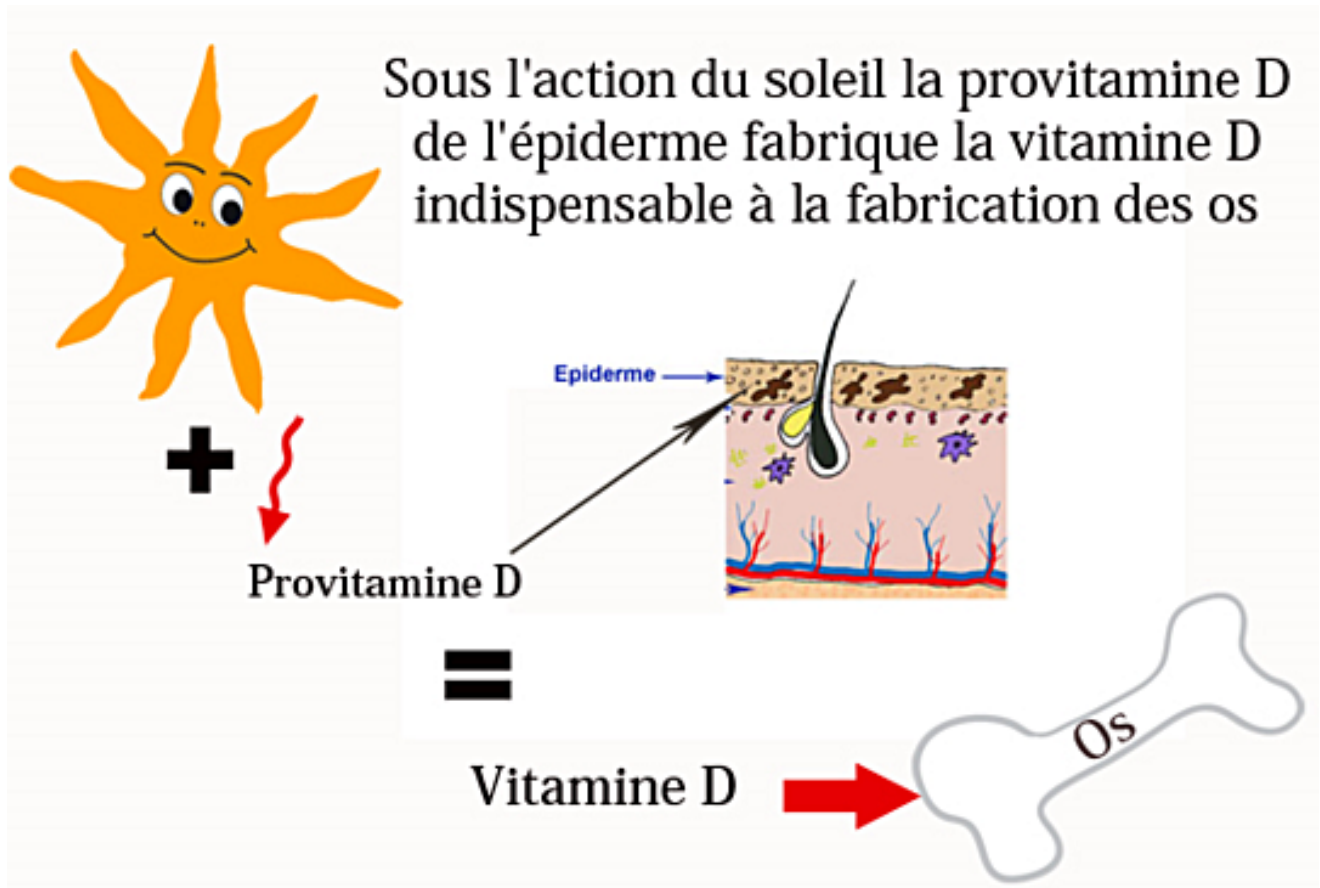 Sous l'action du soleil la provitamine D
de l'épiderme fabrique la vitamine D
indispensable à la fabrication des os
Epiderme
Provitamine D
Vitamine D
Os